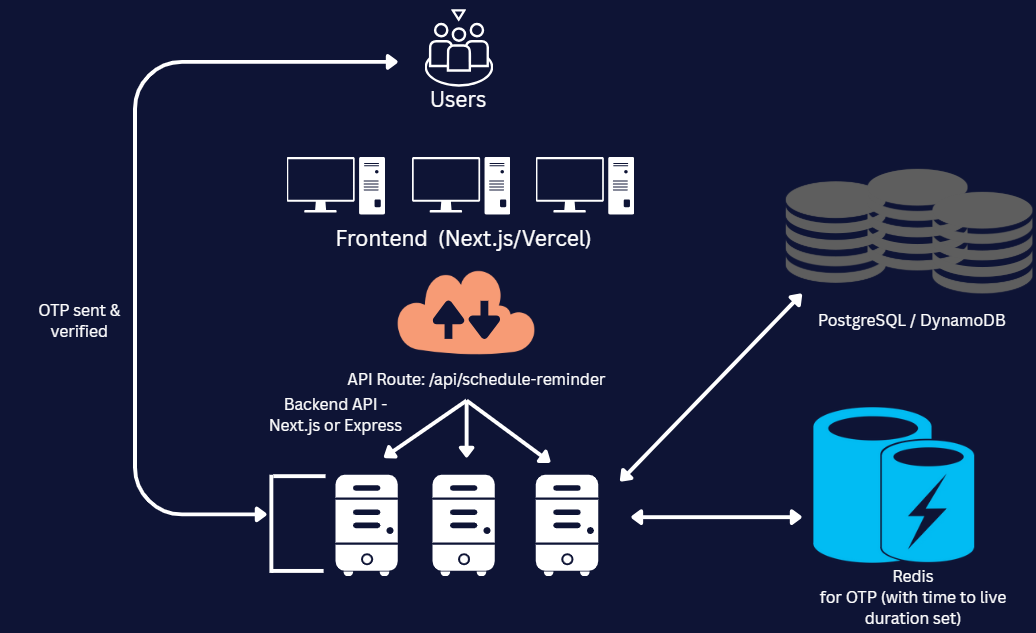 Users
Frontend (Next.js/Vercel)
OTP sent &
verified
PostgreSQL / DynamoDB
API Route: /api/schedule-reminder
Backend API -
Next.js or Express
Redis
for OTP (with time to live
duration set)